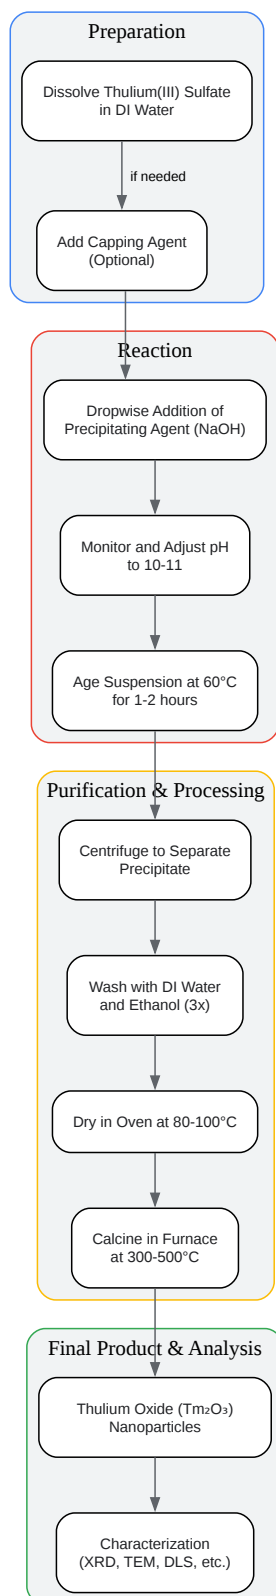 Preparation
Dissolve Thulium(III) Sulfate
in DI Water
if needed
Add Capping Agent
(Optional)
Reaction
Dropwise Addition of
Precipitating Agent (NaOH)
Monitor and Adjust pH
to 10-11
Age Suspension at 60°C
for 1-2 hours
Purification & Processing
Centrifuge to Separate
Precipitate
Wash with DI Water
and Ethanol (3x)
Dry in Oven at 80-100°C
Calcine in Furnace
at 300-500°C
Final Product & Analysis
Thulium Oxide (Tm₂O₃)
Nanoparticles
Characterization
(XRD, TEM, DLS, etc.)